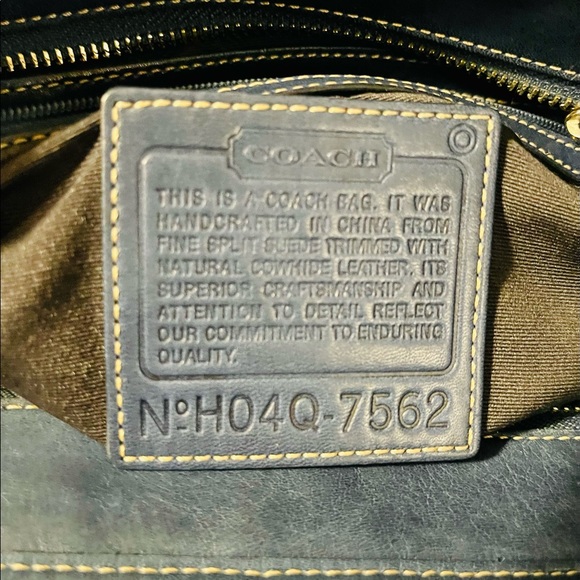 COACH
THIS IS A COACH BAG. IT WAS
HANDCRAFTED IN CHINA FROM
FINE SPLIT SUEDE TRIMMED WITH
NATURAL COWHIDE LEATHER. ITS
SUPERIOR CRAFTSMANSHIP AND
ATTENTION TO DETAIL REFLECT
OUR COMMITMENT TO ENDURING
QUALITY.
NºH04Q-7562